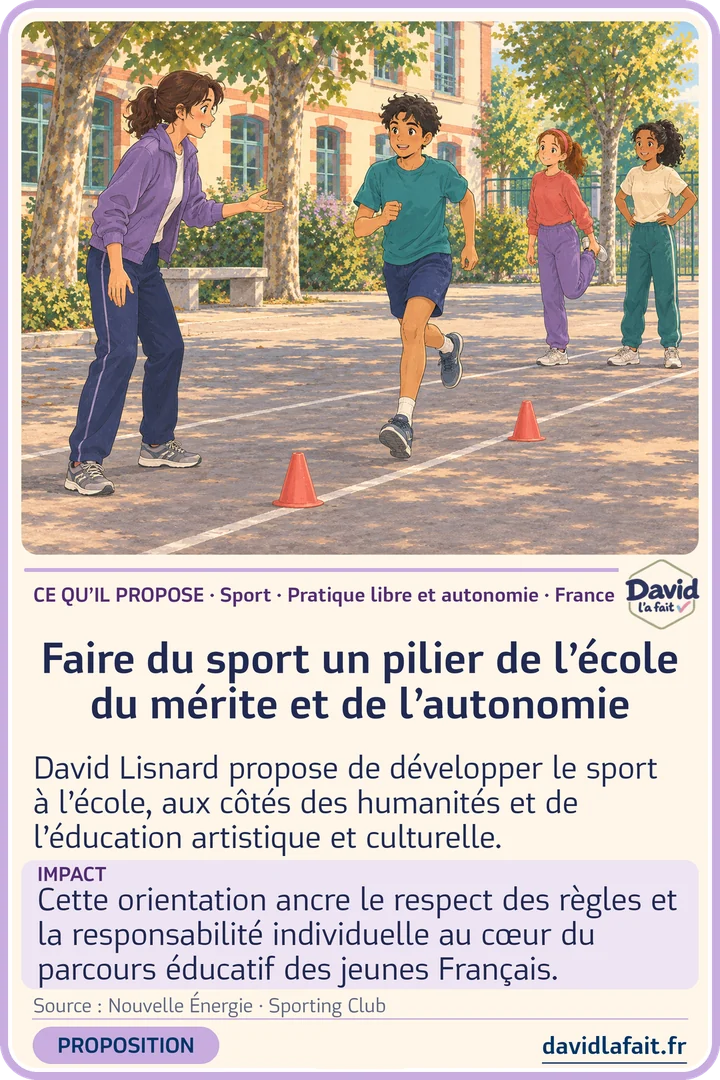 CE QU'IL PROPOSE · Sport · Pratique libre et autonomie · France
David
l'a fait
Faire du sport un pilier de l'école
du mérite et de l'autonomie
David Lisnard propose de développer le sport
à l'école, aux côtés des humanités et de
l'éducation artistique et culturelle.
IMPACT
Cette orientation ancre le respect des règles et
la responsabilité individuelle au cœur du
parcours éducatif des jeunes Français.
Source : Nouvelle Énergie · Sporting Club
PROPOSITION
davidlafait.fr